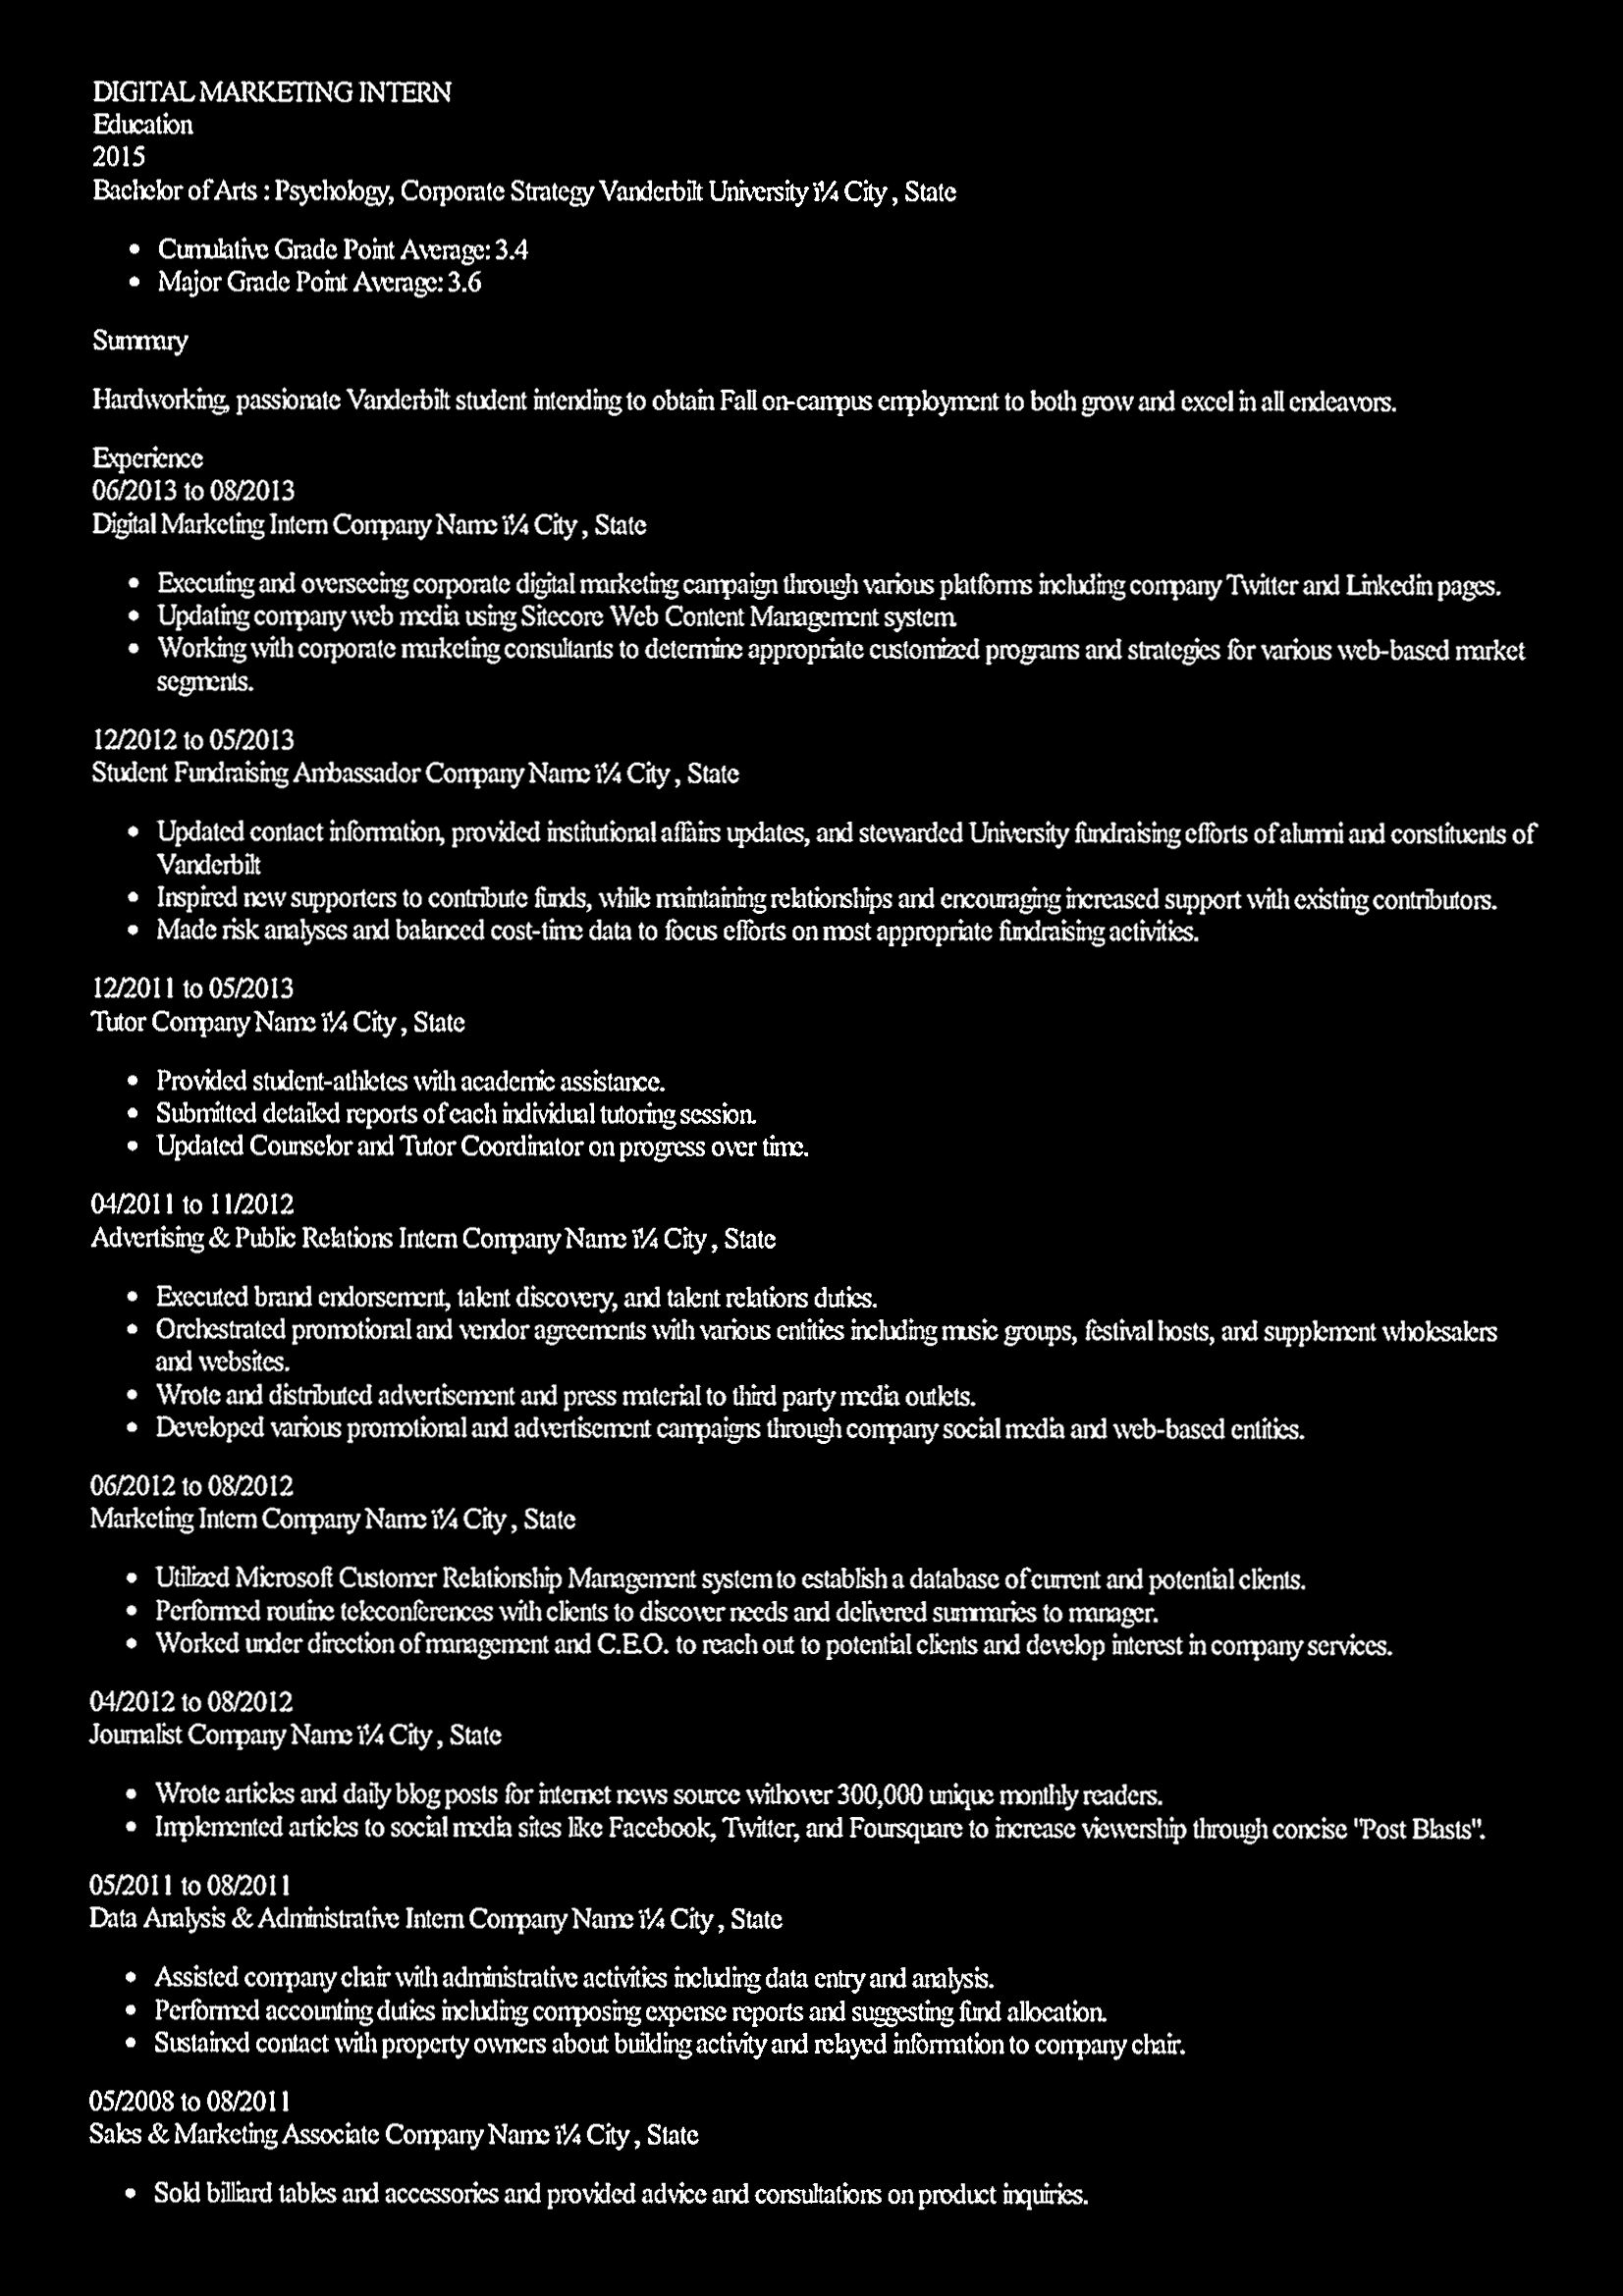 DIGITAL MARKETING INTERN
Education
2015
Bachelor of Arts : Psychology, Corporate Strategy Vanderbilt University ï¼ City , State
• Cumulative Grade Point Average: 3.4
• Major Grade Point Average: 3.6
Summary
Hardworking, passionate Vanderbilt student intending to obtain Fall on-campus employment to both grow and excel in all endeavors.
Experience
06/2013 to 08/2013
Digital Marketing Intern Company Name ï¼ City , State
• Executing and overseeing corporate digital marketing campaign through various platforms including company Twitter and Linkedin pages.
• Updating company web media using Sitecore Web Content Management system.
• Working with corporate marketing consultants to determine appropriate customized programs and strategies for various web-based market
segments.
12/2012 to 05/2013
Student Fundraising Ambassador Company Name ï¼ City , State
• Updated contact information, provided institutional affairs updates, and stewarded University fundraising efforts of alumni and constituents of
Vanderbilt
• Inspired new supporters to contribute funds, while maintaining relationships and encouraging increased support with existing contributors.
• Made risk analyses and balanced cost-time data to focus efforts on most appropriate fundraising activities.
12/2011 to 05/2013
Tutor Company Name ï¼ City , State
• Provided student-athletes with academic assistance.
• Submitted detailed reports of each individual tutoring session.
• Updated Counselor and Tutor Coordinator on progress over time.
04/2011 to 11/2012
Advertising & Public Relations Intern Company Name ï¼ City , State
• Executed brand endorsement, talent discovery, and talent relations duties.
• Orchestrated promotional and vendor agreements with various entities including music groups, festival hosts, and supplement wholesalers
and websites.
• Wrote and distributed advertisement and press material to third party media outlets.
• Developed various promotional and advertisement campaigns through company social media and web-based entities.
06/2012 to 08/2012
Marketing Intern Company Name ï¼ City , State
• Utilized Microsoft Customer Relationship Management system to establish a database of current and potential clients.
• Performed routine teleconferences with clients to discover needs and delivered summaries to manager.
• Worked under direction of management and C.E.O. to reach out to potential clients and develop interest in company services.
04/2012 to 08/2012
Journalist Company Name ï¼ City , State
• Wrote articles and daily blog posts for internet news source withover 300,000 unique monthly readers.
• Implemented articles to social media sites like Facebook, Twitter, and Foursquare to increase viewership through concise "Post Blasts".
05/2011 to 08/2011
Data Analysis & Administrative Intern Company Name ï¼ City , State
• Assisted company chair with administrative activities including data entry and analysis.
• Performed accounting duties including composing expense reports and suggesting fund allocation.
• Sustained contact with property owners about building activity and relayed information to company chair.
05/2008 to 08/2011
Sales & Marketing Associate Company Name ï¼ City , State
• Sold billiard tables and accessories and provided advice and consultations on product inquiries.